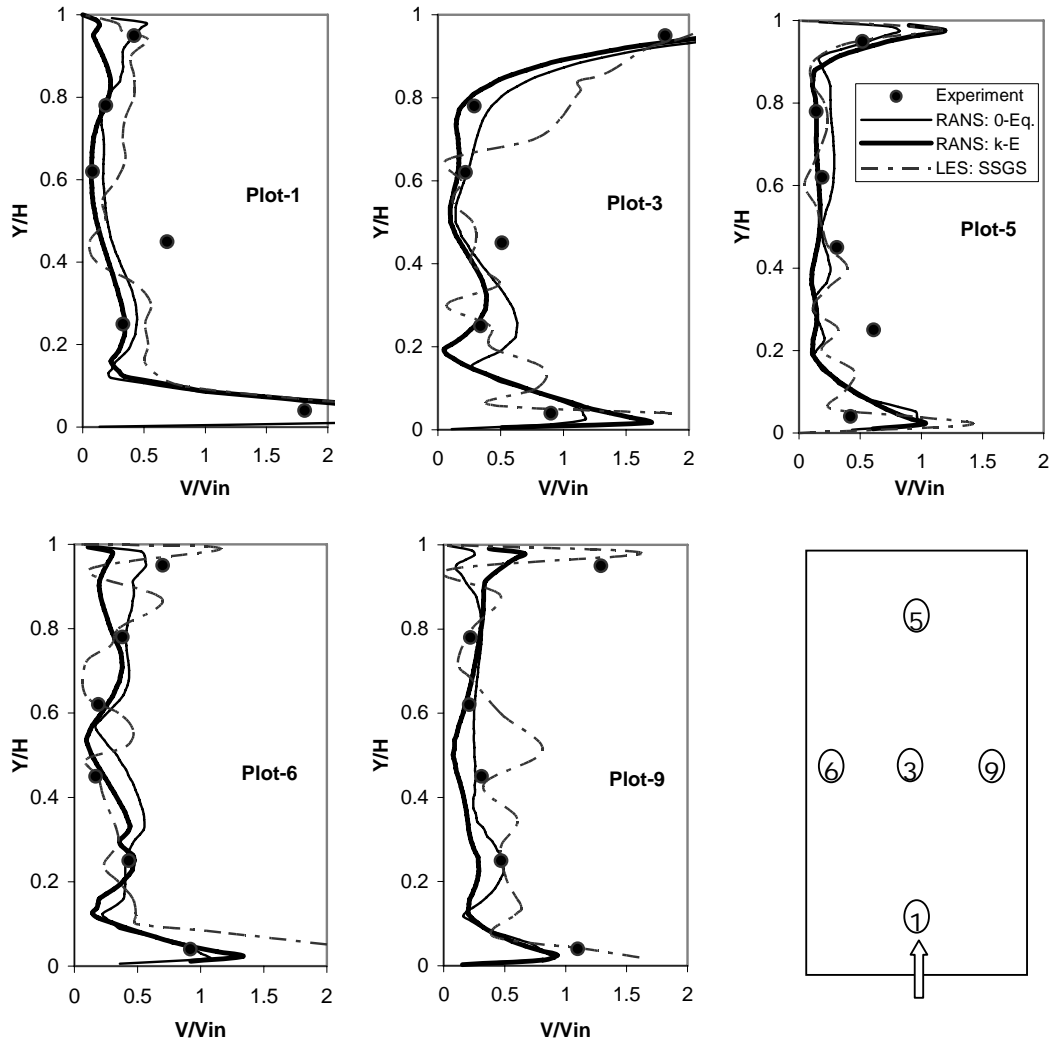 1
0.8
0.6
0.4
0.2
0
Y/H
0 0.5 1 1.5 2
V/Vin
Plot-1
1
0.8
0.6
0.4
0.2
0
Y/H
0 0.5 1 1.5 2
V/Vin
Plot-3
1
0.8
0.6
0.4
0.2
0
Y/H
0 0.5 1 1.5 2
V/Vin
Plot-5
Experiment
RANS: 0-Eq.
RANS: k-E
LES: SSGS
1
0.8
0.6
0.4
0.2
0
Y/H
0 0.5 1 1.5 2
V/Vin
Plot-6
1
0.8
0.6
0.4
0.2
0
Y/H
0 0.5 1 1.5 2
V/Vin
Plot-9
5
6 3 9
1